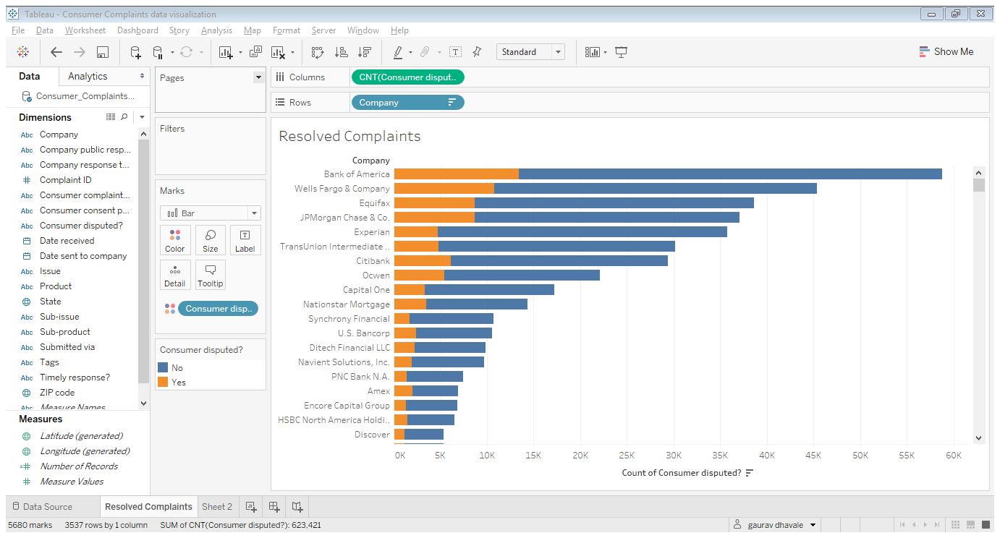 Tableau - Consumer Complaints data visualization
File Data Worksheet Dashboard Story Analysis Map Format Server Window Help
Standard
Show Me
Data Analytics
Consumer_Complaints...
Dimensions
Abc Company
Abc Company public resp...
Abc Company response t...
# Complaint ID
Abc Consumer complaint...
Abc Consumer consent p...
Abc Consumer disputed?
Date received
Date sent to company
Abc Issue
Abc Product
State
Abc Sub-issue
Abc Sub-product
Abc Submitted via
Abc Tags
Abc Timely response?
ZIP code
Abc Measure Names
Measures
Latitude (generated)
Longitude (generated)
=# Number of Records
# Measure Values
Pages
Filters
Marks
Bar
Color Size Label
Detail Tooltip
Consumer disp..
Consumer disputed?
No
Yes
Columns CNT(Consumer disput..
Rows Company
Resolved Complaints
Company
Bank of America
Wells Fargo & Company
Equifax
JPMorgan Chase & Co.
Experian
TransUnion Intermediate ..
Citibank
Ocwen
Capital One
Nationstar Mortgage
Synchrony Financial
U.S. Bancorp
Ditech Financial LLC
Navient Solutions, Inc.
PNC Bank N.A.
Amex
Encore Capital Group
HSBC North America Holdi..
Discover
0K 5K 10K 15K 20K 25K 30K 35K 40K 45K 50K 55K 60K
Count of Consumer disputed?
Data Source Resolved Complaints Sheet 2
5680 marks 3537 rows by 1 column SUM of CNT(Consumer disputed?): 623,421
gaurav dhavale